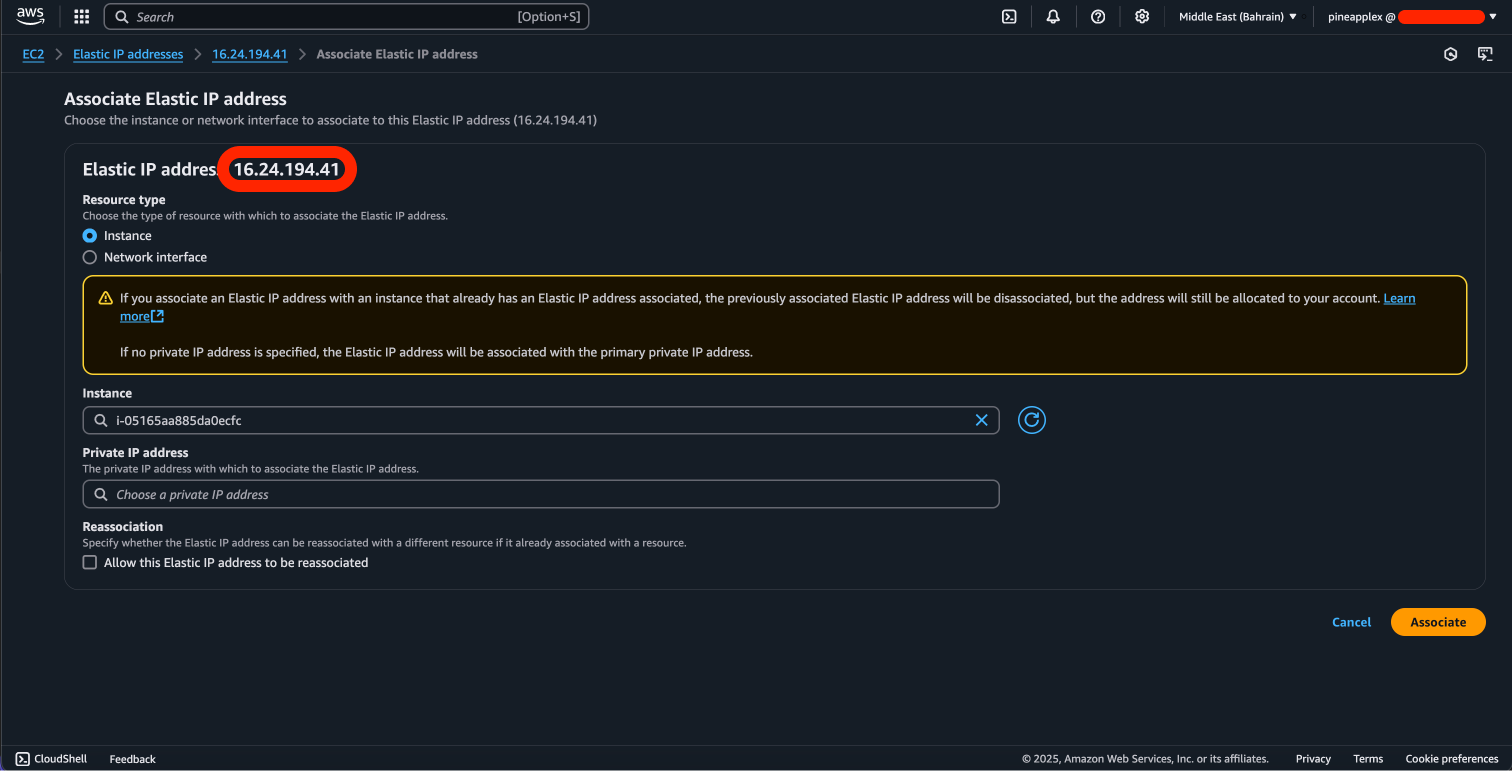 aws
Search [Option+S]
Middle East (Bahrain)
pineapplex @
EC2 > Elastic IP addresses > 16.24.194.41 > Associate Elastic IP address
Associate Elastic IP address
Choose the instance or network interface to associate to this Elastic IP address (16.24.194.41)
Elastic IP addres 16.24.194.41
Resource type
Choose the type of resource with which to associate the Elastic IP address.
Instance
Network interface
If you associate an Elastic IP address with an instance that already has an Elastic IP address associated, the previously associated Elastic IP address will be disassociated, but the address will still be allocated to your account. Learn
more
If no private IP address is specified, the Elastic IP address will be associated with the primary private IP address.
Instance
i-05165aa885da0ecfc
Private IP address
The private IP address with which to associate the Elastic IP address.
Choose a private IP address
Reassociation
Specify whether the Elastic IP address can be reassociated with a different resource if it already associated with a resource.
Allow this Elastic IP address to be reassociated
Cancel
Associate
CloudShell
Feedback
© 2025, Amazon Web Services, Inc. or its affiliates.
Privacy
Terms
Cookie preferences